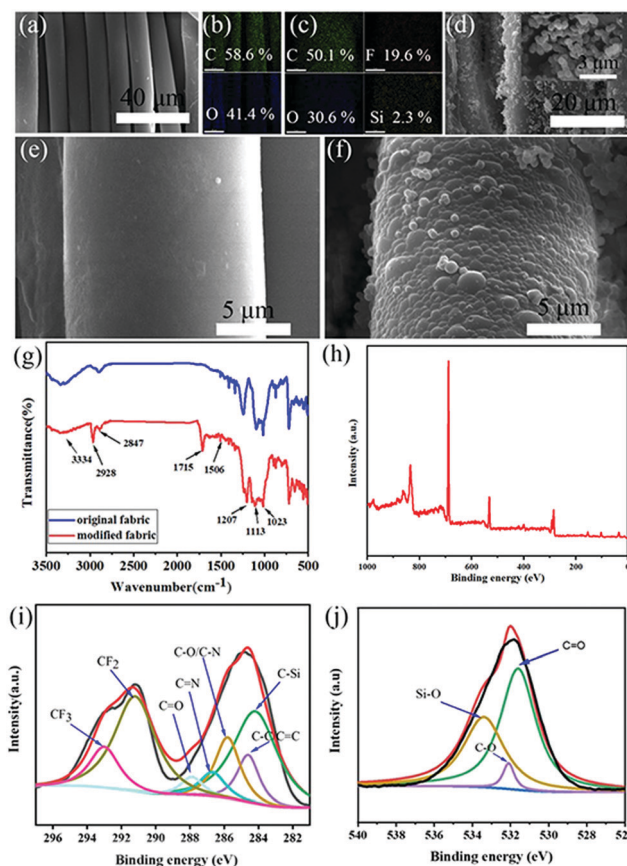 (a)
40 μm
(b)
C 58.6 %
O 41.4 %
(c)
C 50.1 %
F 19.6 %
O 30.6 %
Si 2.3 %
(d)
3 μm
20 μm
(e)
5 μm
(f)
5 μm
(g)
Transmittance(%)
3334
2928
2847
1715
1506
1207
1113
1023
original fabric
modified fabric
3500 3000 2500 2000 1500 1000 500
Wavenumber(cm-1)
(h)
Intensity (a.u.)
1000 800 600 400 200 0
Binding energy (eV)
(i)
Intensity(a.u.)
CF3
CF2
C=O
C=N
C-O/C-N
C-Si
C-C/C=C
296 294 292 290 288 286 284 282
Binding energy (eV)
(j)
Intensity(a.u)
Si-O
C-O
C=O
540 538 536 534 532 530 528 526
Binding energy (eV)